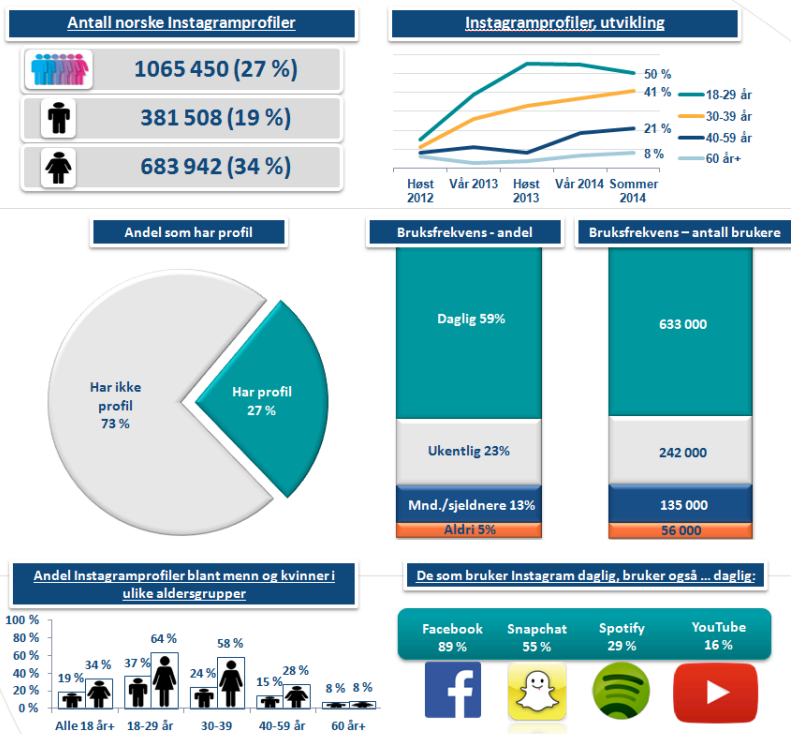 Antall norske Instagramprofiler
1065 450 (27 %)
381 508 (19 %)
683 942 (34 %)
Instagramprofiler, utvikling
50 %
41 %
21 %
8 %
18-29 år
30-39 år
40-59 år
60 år+
Høst 2012
Vår 2013
Høst 2013
Vår 2014
Sommer 2014
Andel som har profil
Har ikke
profil
73 %
Har profil
27 %
Bruksfrekvens - andel
Daglig 59%
Ukentlig 23%
Mnd./sjeldnere 13%
Aldri 5%
Bruksfrekvens – antall brukere
633 000
242 000
135 000
56 000
Andel Instagramprofiler blant menn og kvinner i
ulike aldersgrupper
100 %
80 %
60 %
40 %
20 %
0 %
19 %
34 %
37 %
64 %
24 %
58 %
15 %
28 %
8 %
8 %
Alle 18 år+
18-29 år
30-39
40-59 år
60 år+
De som bruker Instagram daglig, bruker også ... daglig:
Facebook
89 %
Snapchat
55 %
Spotify
29 %
YouTube
16 %